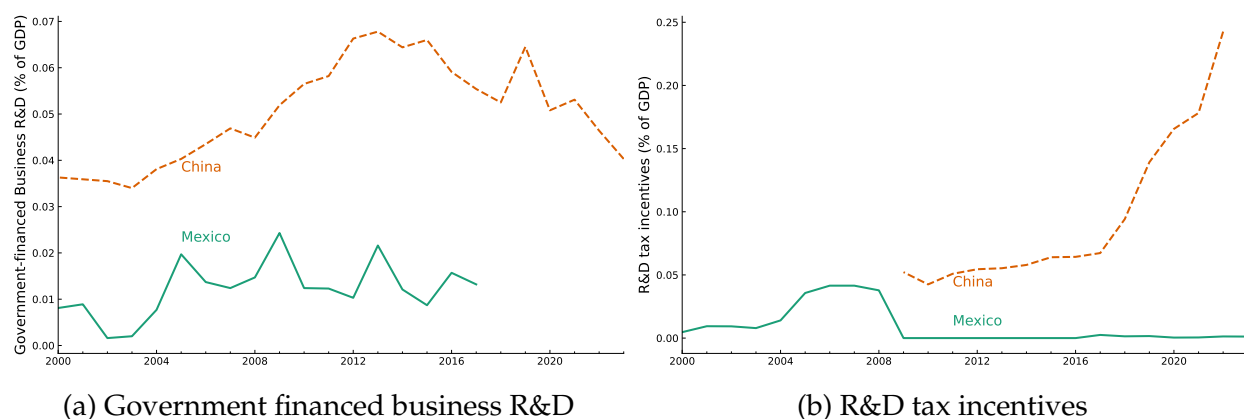 Government-financed Business R&D (% of GDP)
0.07
0.06
0.05
0.04
0.03
0.02
0.01
0.00
China
Mexico
2000 2004 2008 2012 2016 2020
(a) Government financed business R&D
R&D tax incentives (% of GDP)
0.25
0.20
0.15
0.10
0.05
0.00
China
Mexico
2000 2004 2008 2012 2016 2020
(b) R&D tax incentives